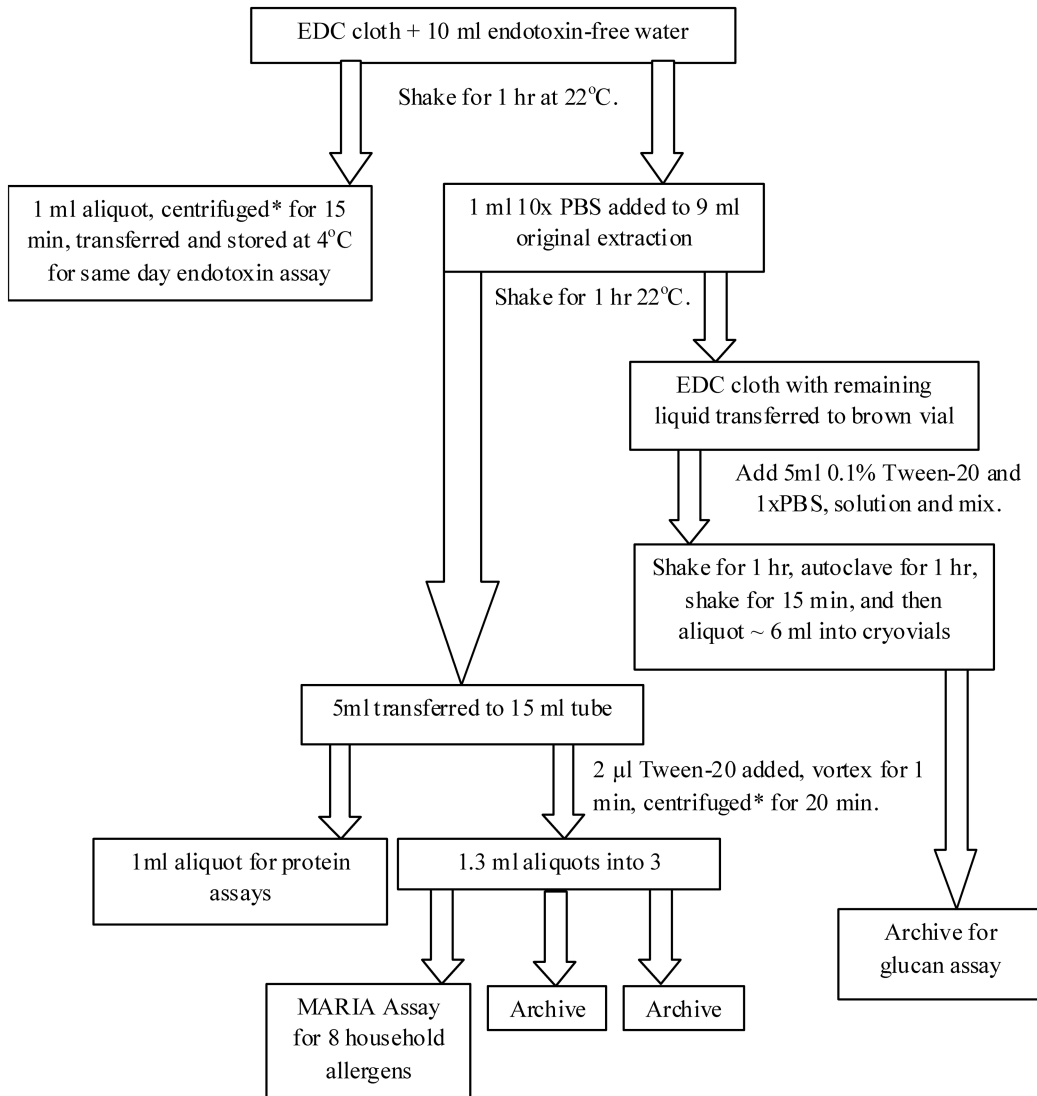 EDC cloth + 10 ml endotoxin-free water
Shake for 1 hr at 22°C.
1 ml aliquot, centrifuged* for 15
min, transferred and stored at 4°C
for same day endotoxin assay
1 ml 10x PBS added to 9 ml
original extraction
Shake for 1 hr 22°C.
EDC cloth with remaining
liquid transferred to brown vial
Add 5ml 0.1% Tween-20 and
1xPBS, solution and mix.
Shake for 1 hr, autoclave for 1 hr,
shake for 15 min, and then
aliquot ~ 6 ml into cryovials
5ml transferred to 15 ml tube
2 µl Tween-20 added, vortex for 1
min, centrifuged* for 20 min.
1ml aliquot for protein
assays
1.3 ml aliquots into 3
Archive for
glucan assay
MARIA Assay
for 8 household
allergens
Archive
Archive